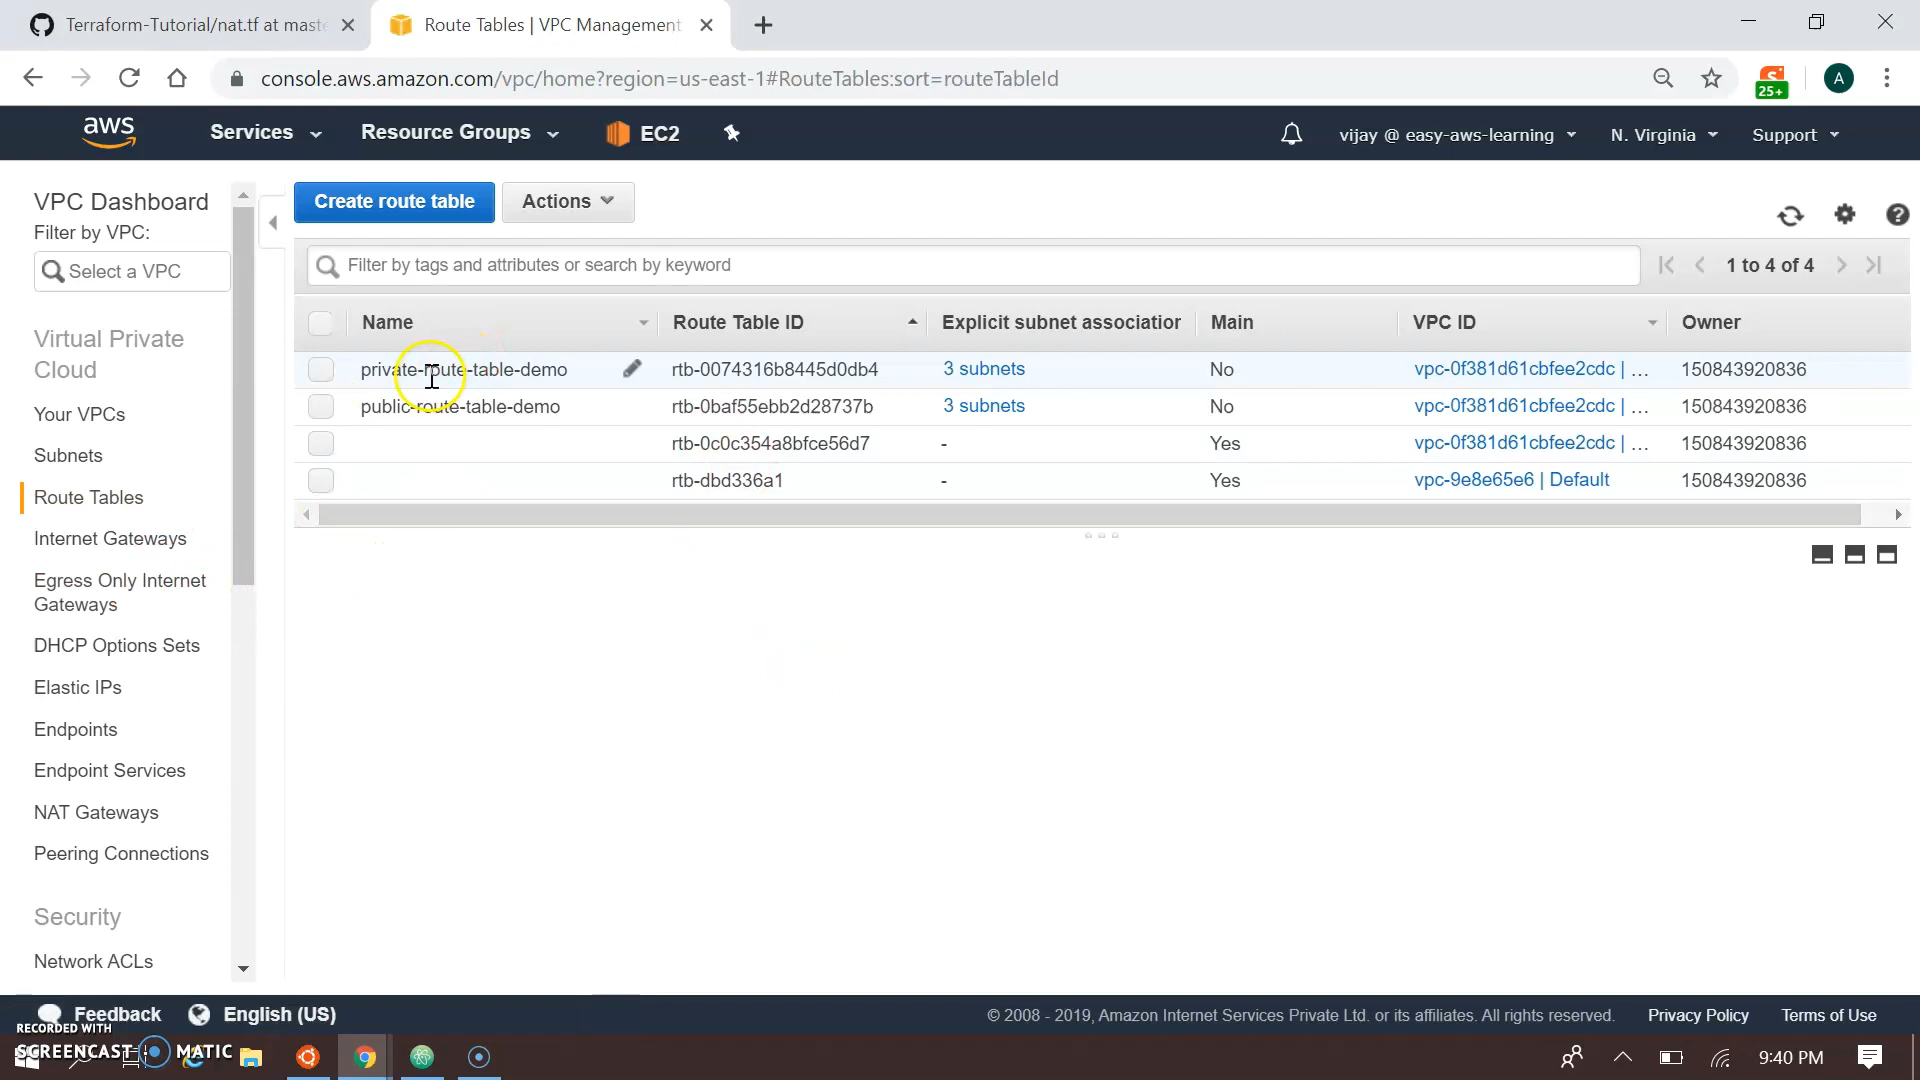 Terraform-Tutorial/nat.tf at mast
Route Tables | VPC Management
console.aws.amazon.com/vpc/home?region=us-east-1#RouteTables:sort=routeTableId
25+
A
aws
Services
Resource Groups
EC2
vijay @ easy-aws-learning
N. Virginia
Support
VPC Dashboard
Filter by VPC:
Select a VPC
Virtual Private
Cloud
Your VPCs
Subnets
Route Tables
Internet Gateways
Egress Only Internet
Gateways
DHCP Options Sets
Elastic IPs
Endpoints
Endpoint Services
NAT Gateways
Peering Connections
Security
Network ACLs
Create route table
Actions
Filter by tags and attributes or search by keyword
1 to 4 of 4
Name Route Table ID Explicit subnet association Main VPC ID Owner
private-route-table-demo rtb-0074316b8445d0db4 3 subnets No vpc-0f381d61cbfee2cdc | ... 150843920836
public-route-table-demo rtb-0baf55ebb2d28737b 3 subnets No vpc-0f381d61cbfee2cdc | ... 150843920836
rtb-0c0c354a8bfce56d7 - Yes vpc-0f381d61cbfee2cdc | ... 150843920836
rtb-dbd336a1 - Yes vpc-9e8e65e6 | Default 150843920836
Feedback
English (US)
© 2008 - 2019, Amazon Internet Services Private Ltd. or its affiliates. All rights reserved.
Privacy Policy
Terms of Use
RECORDED WITH
SCREENCAST MATIC
9:40 PM